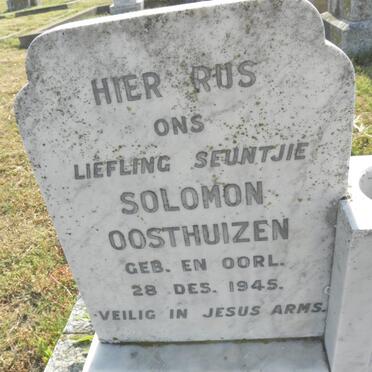 HIER RUS
ONS
LIEFLING SEUNTJIE
SOLOMON
OOSTHUIZEN
GEB. EN OORL.
28 DES. 1945.
VEILIG IN JESUS ARMS.